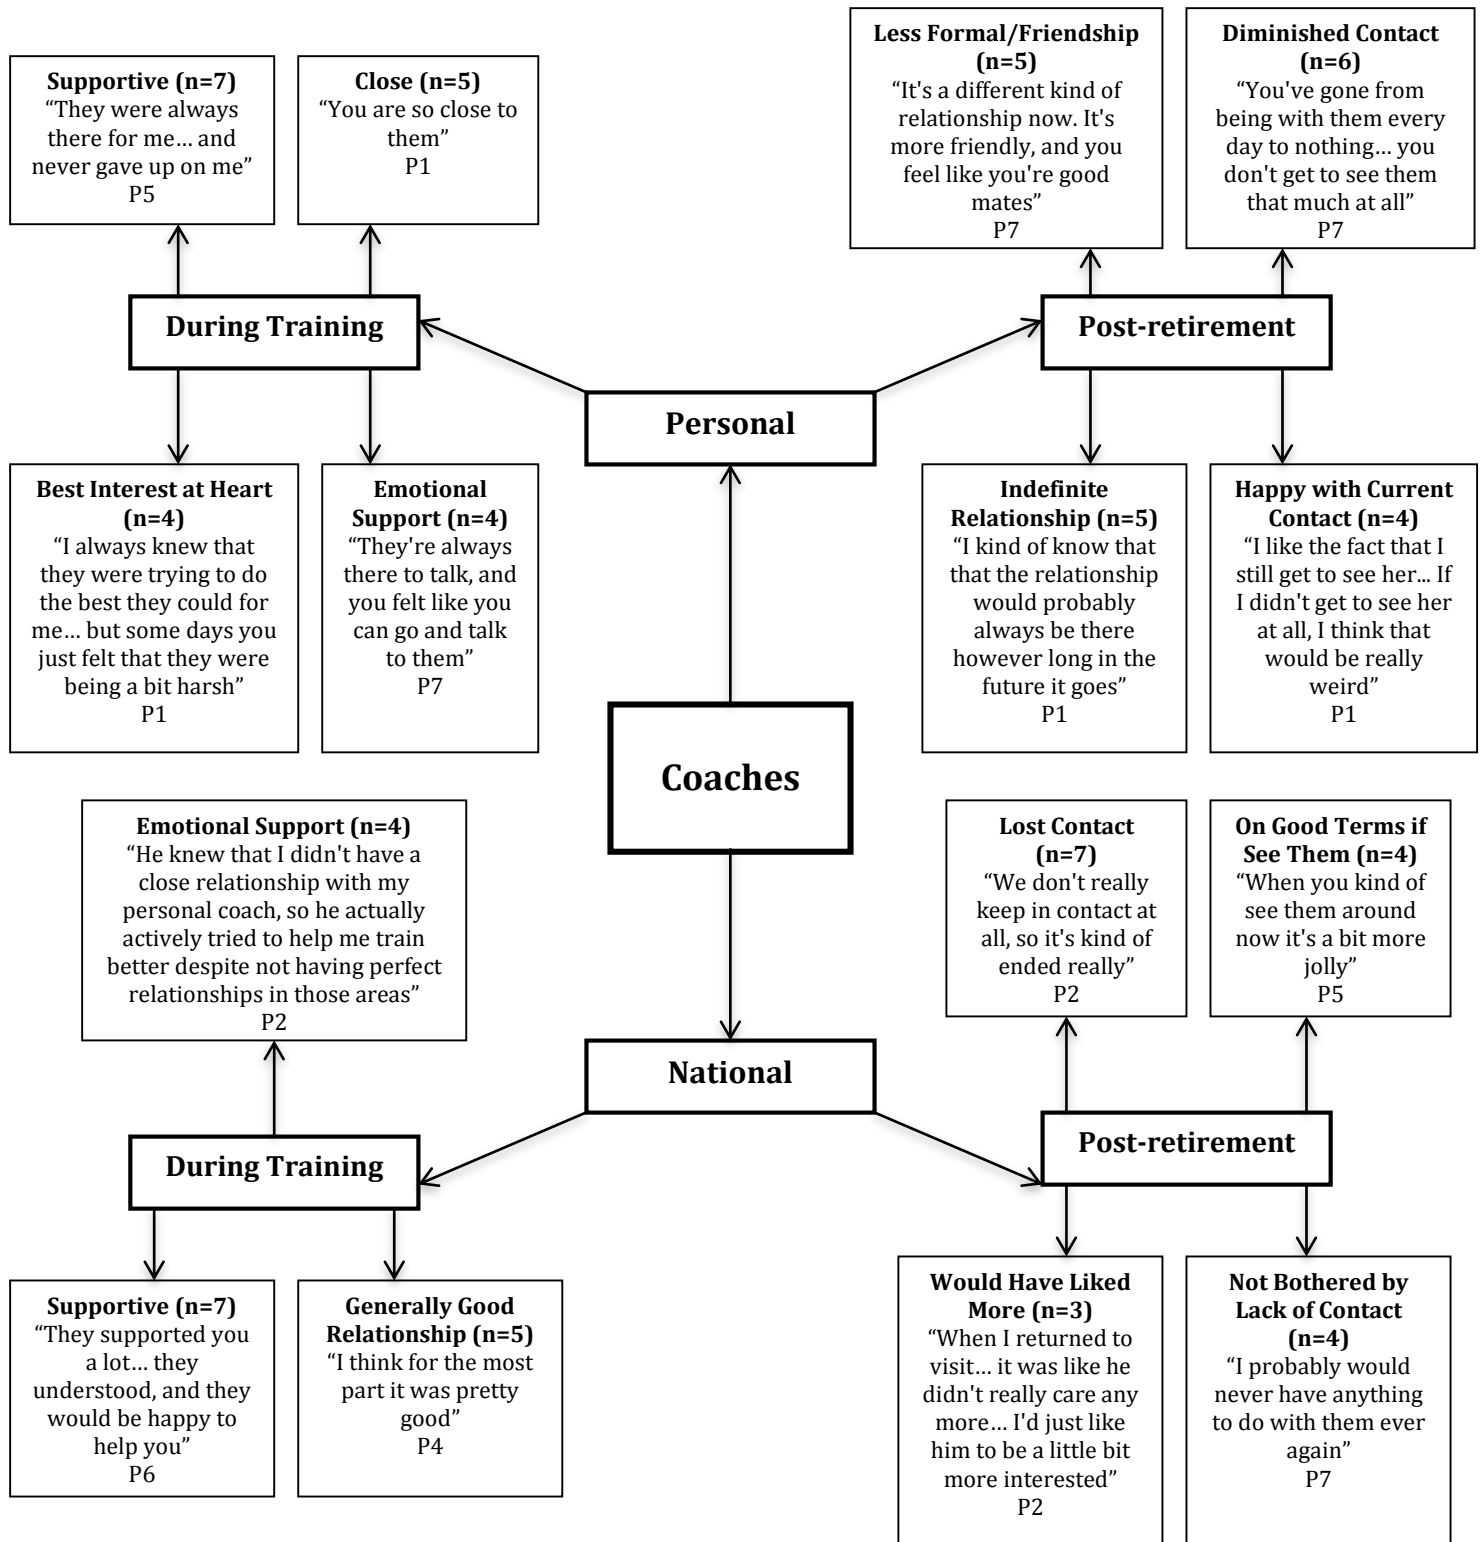 Supportive (n=7)
“They were always
there for me… and
never gave up on me”
P5
Close (n=5)
“You are so close to
them”
P1
Less Formal/Friendship
(n=5)
“It's a different kind of
relationship now. It's
more friendly, and you
feel like you're good
mates”
P7
Diminished Contact
(n=6)
“You've gone from
being with them every
day to nothing… you
don't get to see them
that much at all”
P7
During Training
Post-retirement
Personal
Best Interest at Heart
(n=4)
“I always knew that
they were trying to do
the best they could for
me… but some days you
just felt that they were
being a bit harsh”
P1
Emotional
Support (n=4)
“They're always
there to talk, and
you felt like you
can go and talk
to them”
P7
Indefinite
Relationship (n=5)
“I kind of know that
that the relationship
would probably
always be there
however long in the
future it goes”
P1
Happy with Current
Contact (n=4)
“I like the fact that I
still get to see her... If
I didn't get to see her
at all, I think that
would be really
weird”
P1
Coaches
Emotional Support (n=4)
“He knew that I didn't have a
close relationship with my
personal coach, so he actually
actively tried to help me train
better despite not having perfect
relationships in those areas”
P2
Lost Contact
(n=7)
“We don't really
keep in contact at
all, so it's kind of
ended really”
P2
On Good Terms if
See Them (n=4)
“When you kind of
see them around
now it's a bit more
jolly”
P5
National
During Training
Post-retirement
Supportive (n=7)
“They supported you
a lot… they
understood, and they
would be happy to
help you”
P6
Generally Good
Relationship (n=5)
“I think for the most
part it was pretty
good”
P4
Would Have Liked
More (n=3)
“When I returned to
visit… it was like he
didn't really care any
more… I'd just like
him to be a little bit
more interested”
P2
Not Bothered by
Lack of Contact
(n=4)
“I probably would
never have anything
to do with them ever
again”
P7